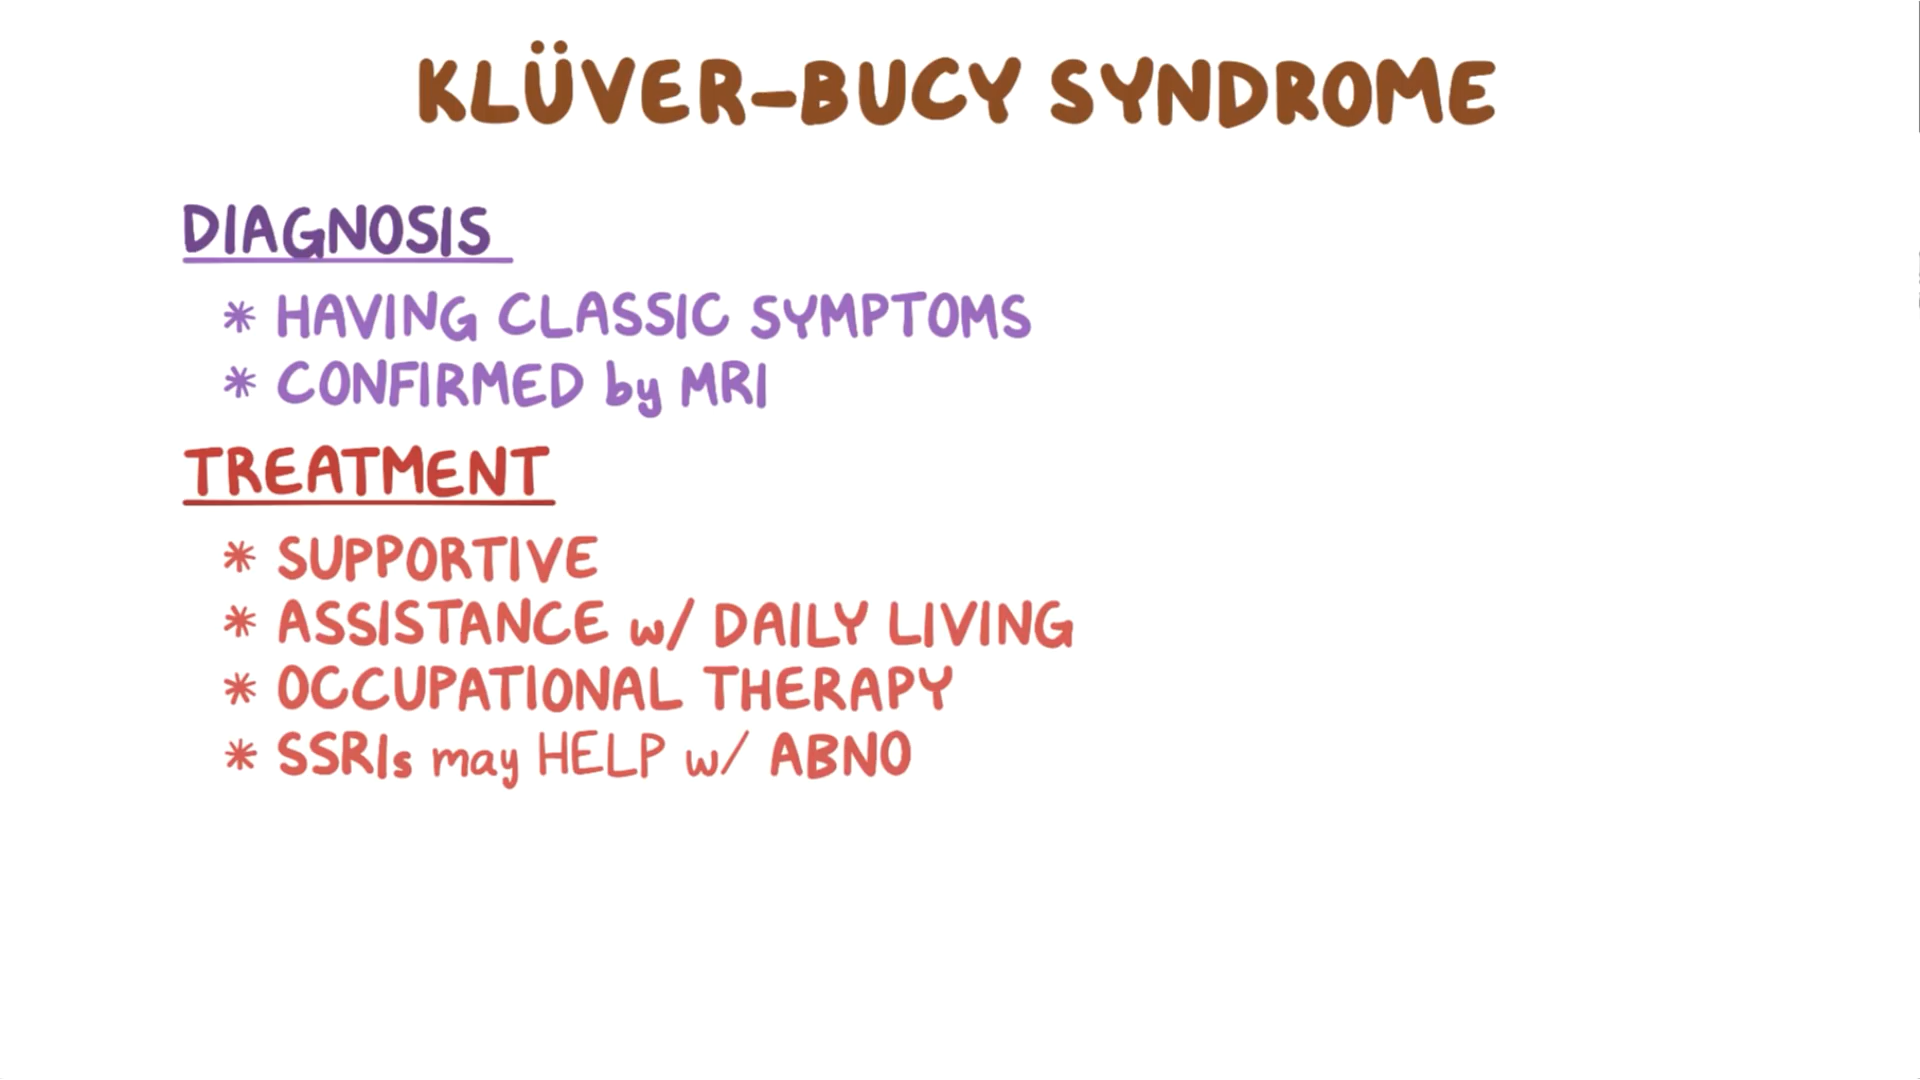 KLÜVER-BUCY SYNDROME
DIAGNOSIS
* HAVING CLASSIC SYMPTOMS
* CONFIRMED by MRI
TREATMENT
* SUPPORTIVE
* ASSISTANCE w/ DAILY LIVING
* OCCUPATIONAL THERAPY
* SSRIs may HELP w/ ABNO